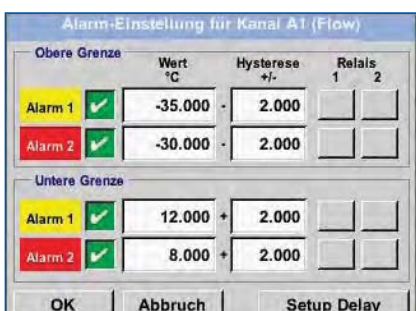 Alarm-Einstellung für Kanal A1 (Flow)
Obere Grenze
Wert Hysterese Relais
°C +/- 1 2
Alarm 1 -35.000 - 2.000
Alarm 2 -30.000 - 2.000
Untere Grenze
Alarm 1 12.000 + 2.000
Alarm 2 8.000 + 2.000
OK Abbruch Setup Delay